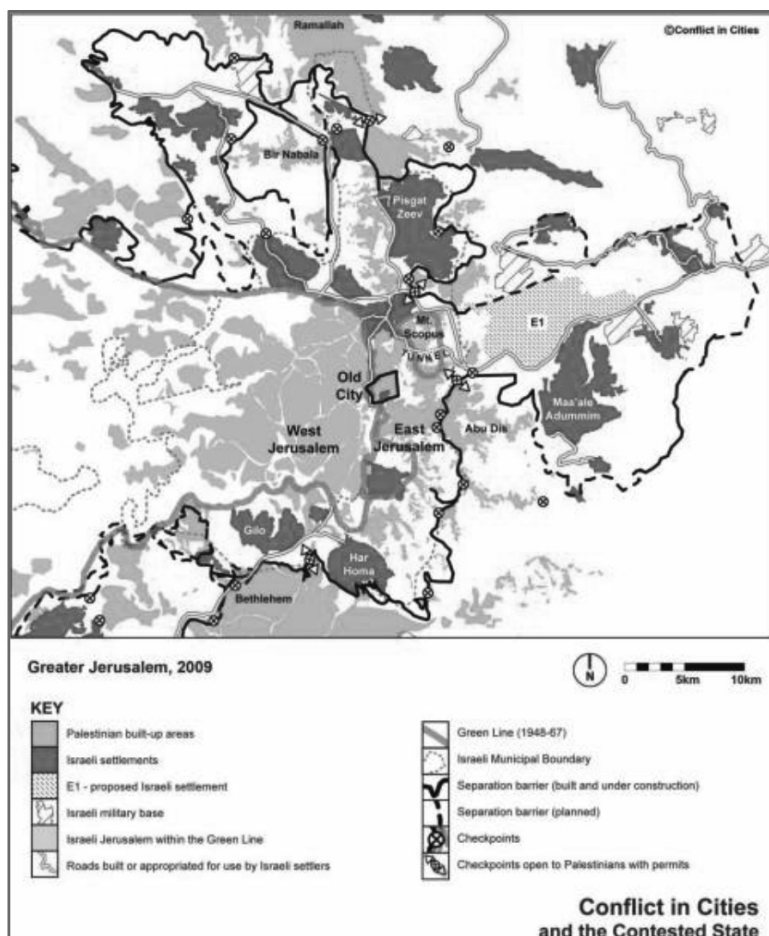 Ramallah
©Conflict in Cities
Bir Nabala
Pisgat
Zeev
E1
Mt.
Scopus
TUNNEL
Old
City
Maa'ale
Adummim
West
Jerusalem
East
Jerusalem
Abu Dis
Gilo
Har
Homa
Bethlehem
Greater Jerusalem, 2009
N
0 5km 10km
KEY
Palestinian built-up areas
Israeli settlements
E1 - proposed Israeli settlement
Israeli military base
Israeli Jerusalem within the Green Line
Roads built or appropriated for use by Israeli settlers
Green Line (1948-67)
Israeli Municipal Boundary
Separation barrier (built and under construction)
Separation barrier (planned)
Checkpoints
Checkpoints open to Palestinians with permits
Conflict in Cities
and the Contested State